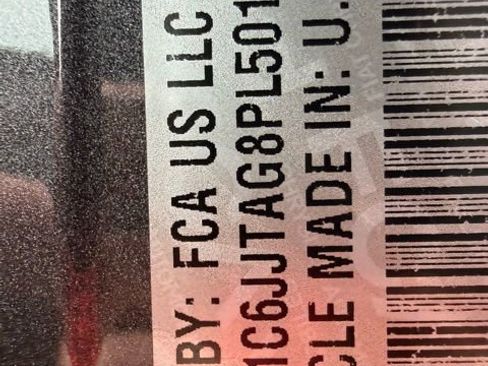 BY: FCA US LLC
1C6JJTAG8PL501
CLE MADE IN: U.